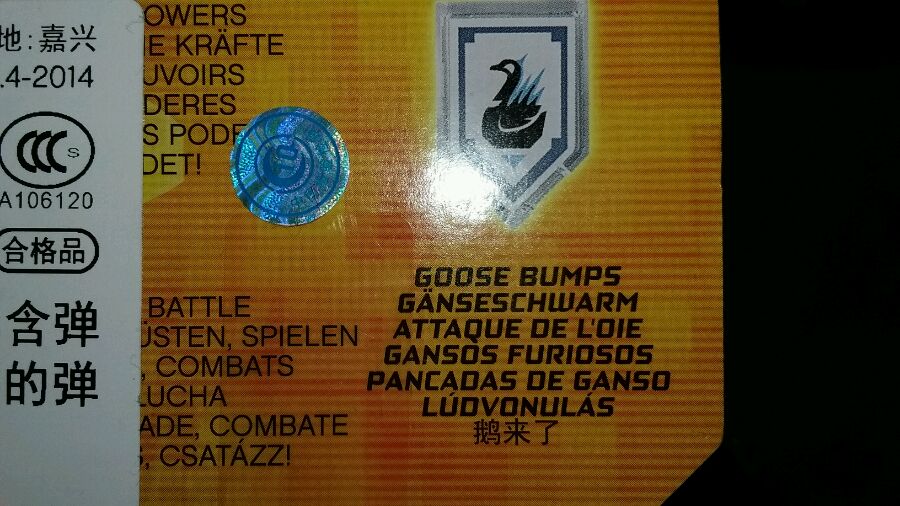 地:嘉兴
.4-2014
S
A106120
合格品
含弹
的弹
OWERS
E KRÄFTE
UVOIRS
DERES
S PODE
DET!
BATTLE
ÜSTEN, SPIELEN
, COMBATS
LUCHA
ADE, COMBATE
, CSATÁZZ!
GOOSE BUMPS
GÄNSESCHWARM
ATTAQUE DE L'OIE
GANSOS FURIOSOS
PANCADAS DE GANSO
LÚDVONULÁS
鹅来了